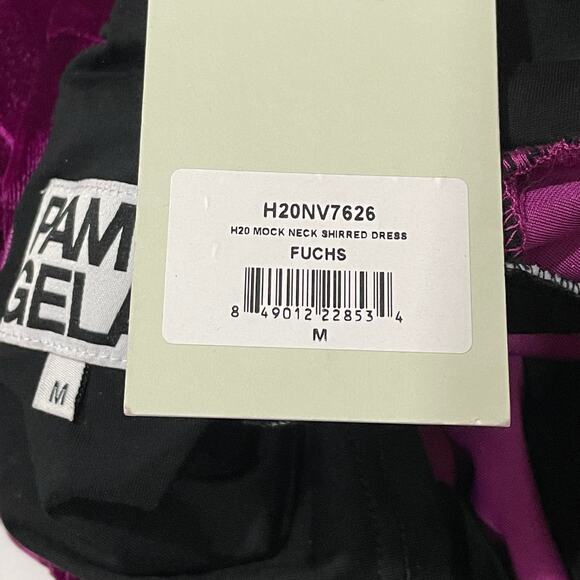 PAM
GELA
M
H20NV7626
H20 MOCK NECK SHIRRED DRESS
FUCHS
8 49012 22853 4
M